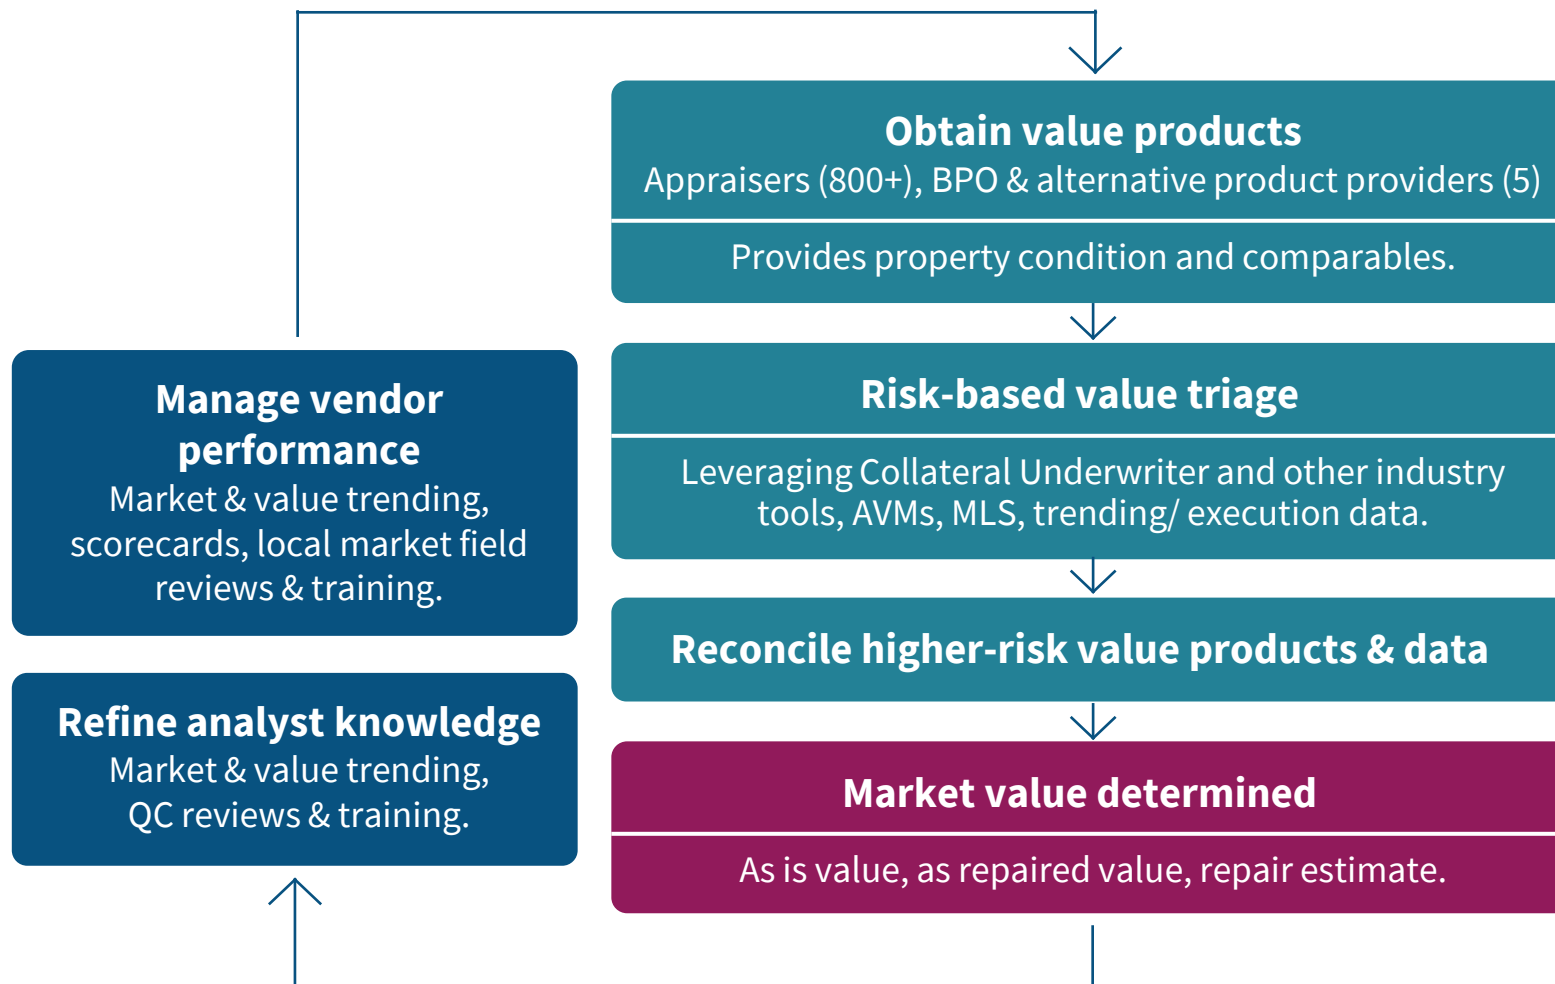 Obtain value products
Appraisers (800+), BPO & alternative product providers (5)
Provides property condition and comparables.
Risk-based value triage
Leveraging Collateral Underwriter and other industry
tools, AVMs, MLS, trending/ execution data.
Reconcile higher-risk value products & data
Market value determined
As is value, as repaired value, repair estimate.
Manage vendor
performance
Market & value trending,
scorecards, local market field
reviews & training.
Refine analyst knowledge
Market & value trending,
QC reviews & training.